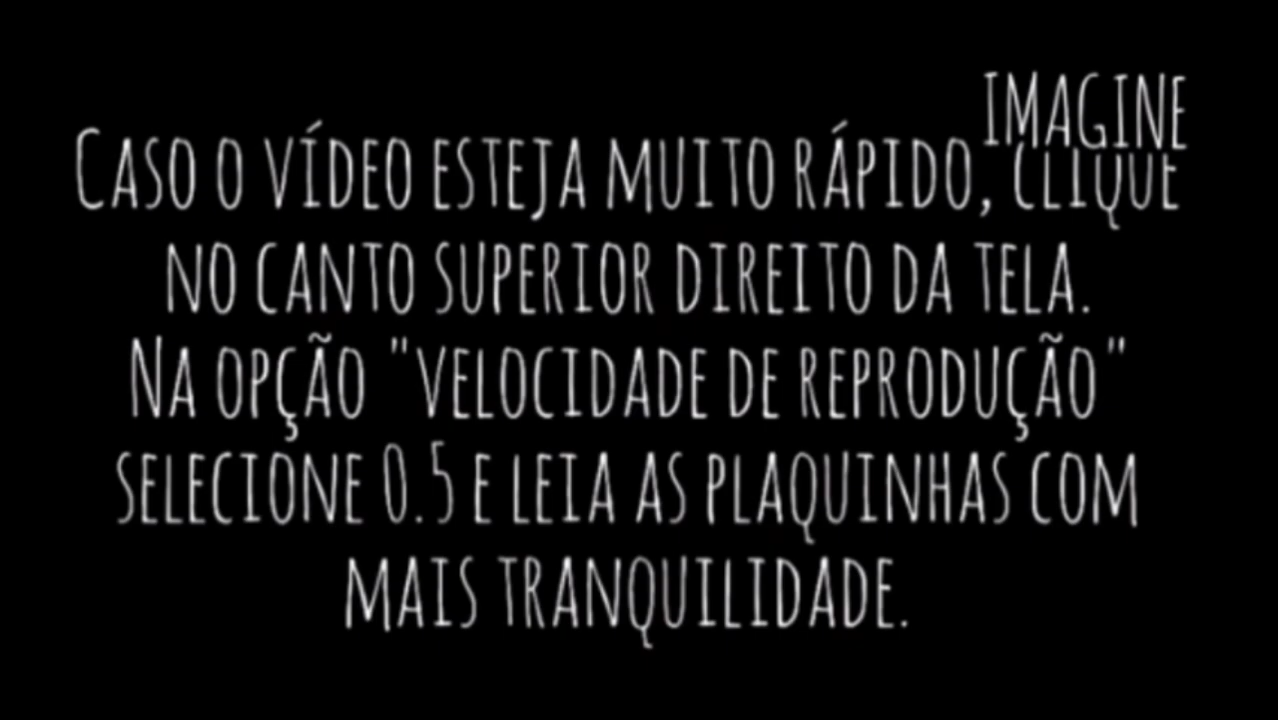 IMAGINE
Caso o vídeo esteja muito rápido, clique
no canto superior direito da tela.
Na opção "velocidade de reprodução"
selecione 0.5 e leia as plaquinhas com
mais tranquilidade.